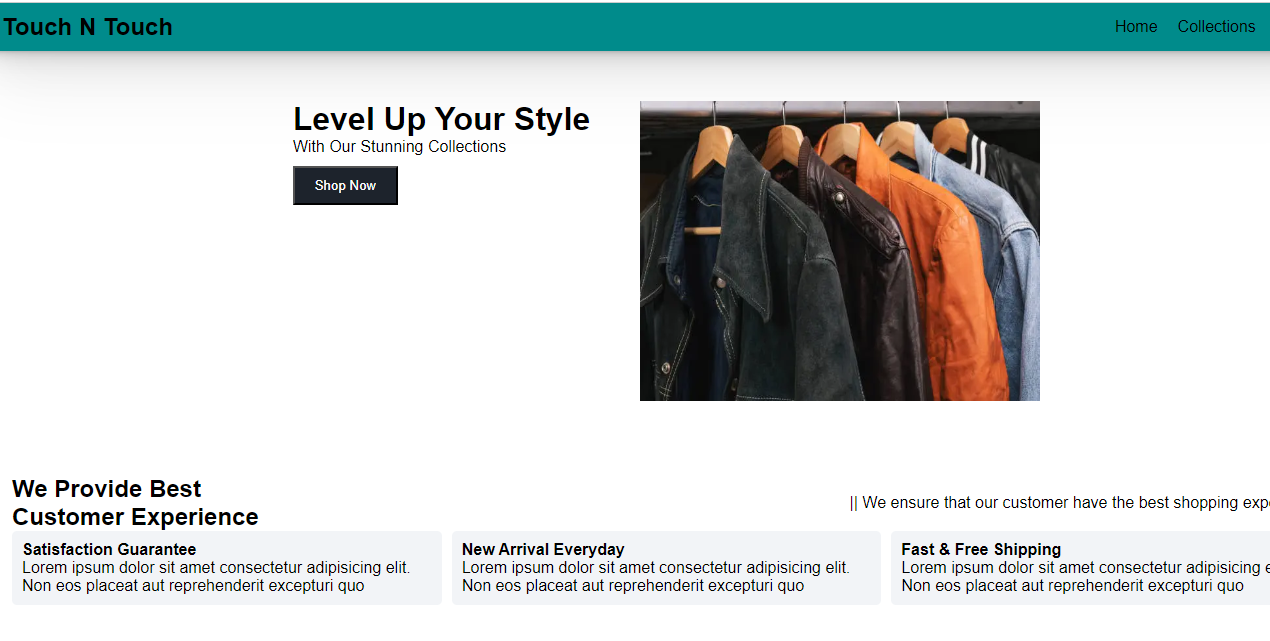 Touch N Touch
Home Collections
Level Up Your Style
With Our Stunning Collections
Shop Now
We Provide Best
Customer Experience
|| We ensure that our customer have the best shopping
Satisfaction Guarantee
Lorem ipsum dolor sit amet consectetur adipisicing elit.
Non eos placeat aut reprehenderit excepturi quo
New Arrival Everyday
Lorem ipsum dolor sit amet consectetur adipisicing elit.
Non eos placeat aut reprehenderit excepturi quo
Fast & Free Shipping
Lorem ipsum dolor sit amet consectetur adipisicing
Non eos placeat aut reprehenderit excepturi quo